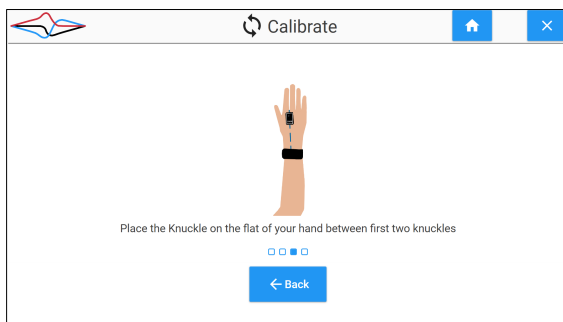 Calibrate
Place the Knuckle on the flat of your hand between first two knuckles
Back